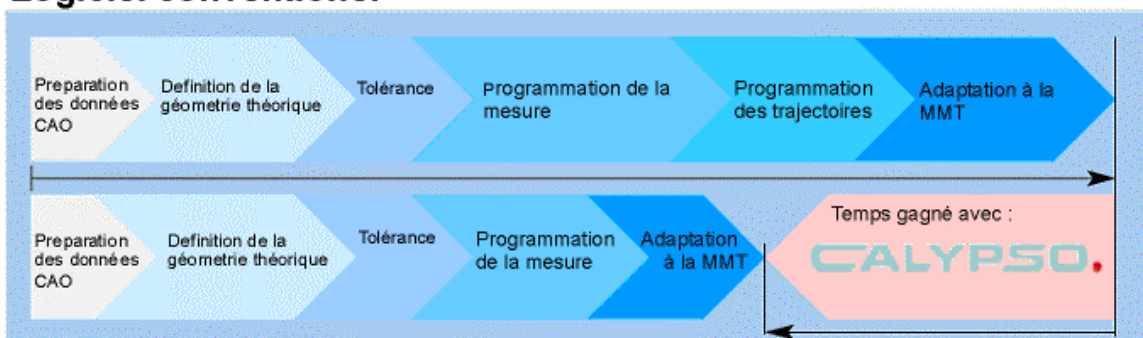 Preparation
des données
CAO
Definition de la
géometrie théorique
Tolérance
Programmation de la
mesure
Programmation
des trajectoires
Adaptation à la
MMT
Preparation
des données
CAO
Definition de la
géometrie théorique
Tolérance
Programmation
de la mesure
Adaptation
à la MMT
Temps gagné avec :
CALYPSO.